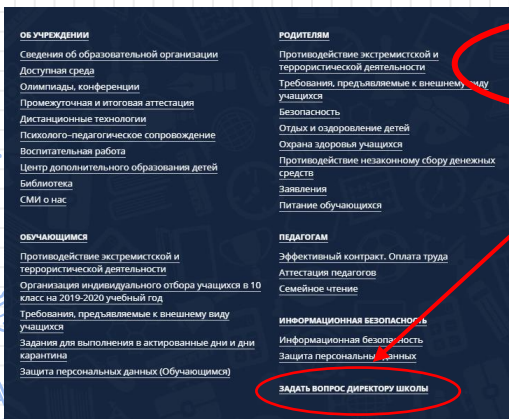 ОБ УЧРЕЖДЕНИИ
Сведения об образовательной организации
Доступная среда
Олимпиады, конференции
Промежуточная и итоговая аттестация
Дистанционные технологии
Психолого-педагогическое сопровождение
Воспитательная работа
Центр дополнительного образования детей
Библиотека
СМИ о нас
РОДИТЕЛЯМ
Противодействие экстремистской и
террористической деятельности
Требования, предъявляемые к внешнему виду
учащихся
Безопасность
Отдых и оздоровление детей
Охрана здоровья учащихся
Противодействие незаконному сбору денежных
средств
Заявления
Питание обучающихся
ОБУЧАЮЩИМСЯ
Противодействие экстремистской и
террористической деятельности
Организация индивидуального отбора учащихся в 10
класс на 2019-2020 учебный год
Требования, предъявляемые к внешнему виду
учащихся
Задания для выполнения в актированные дни и дни
карантина
Защита персональных данных (Обучающимся)
ПЕДАГОГАМ
Эффективный контракт. Оплата труда
Аттестация педагогов
Семейное чтение
ИНФОРМАЦИОННАЯ БЕЗОПАСНОСТЬ
Информационная безопасность
Защита персональных данных
ЗАДАТЬ ВОПРОС ДИРЕКТОРУ ШКОЛЫ